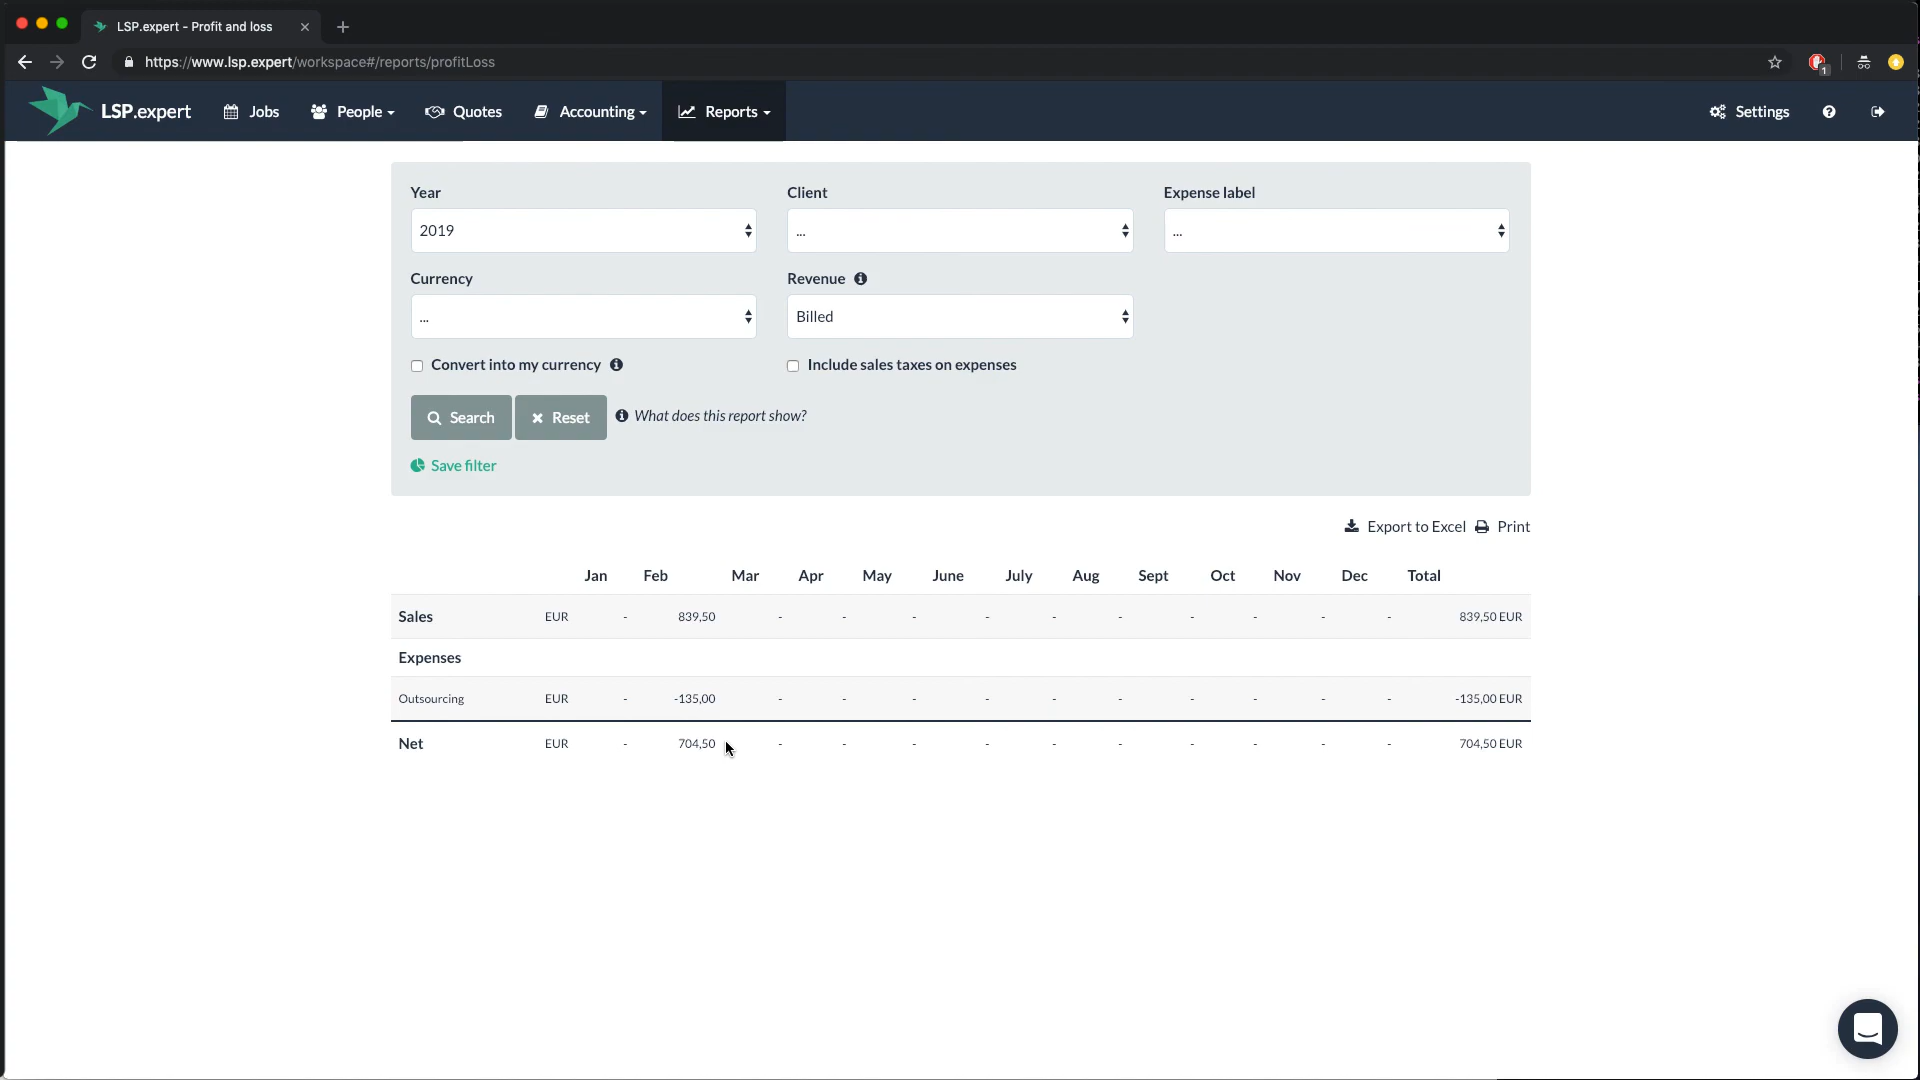 LSP.expert - Profit and loss
https://www.lsp.expert/workspace#/reports/profitLoss
1
LSP.expert Jobs People Quotes Accounting Reports Settings
Year Client Expense label
2019 ... ...
Currency Revenue
... Billed
Convert into my currency Include sales taxes on expenses
Search Reset What does this report show?
Save filter
Export to Excel Print
Jan Feb Mar Apr May June July Aug Sept Oct Nov Dec Total
Sales EUR - 839,50 - - - - - - - - - - 839,50 EUR
Expenses
Outsourcing EUR - -135,00 - - - - - - - - - - -135,00 EUR
Net EUR - 704,50 - - - - - - - - - - 704,50 EUR